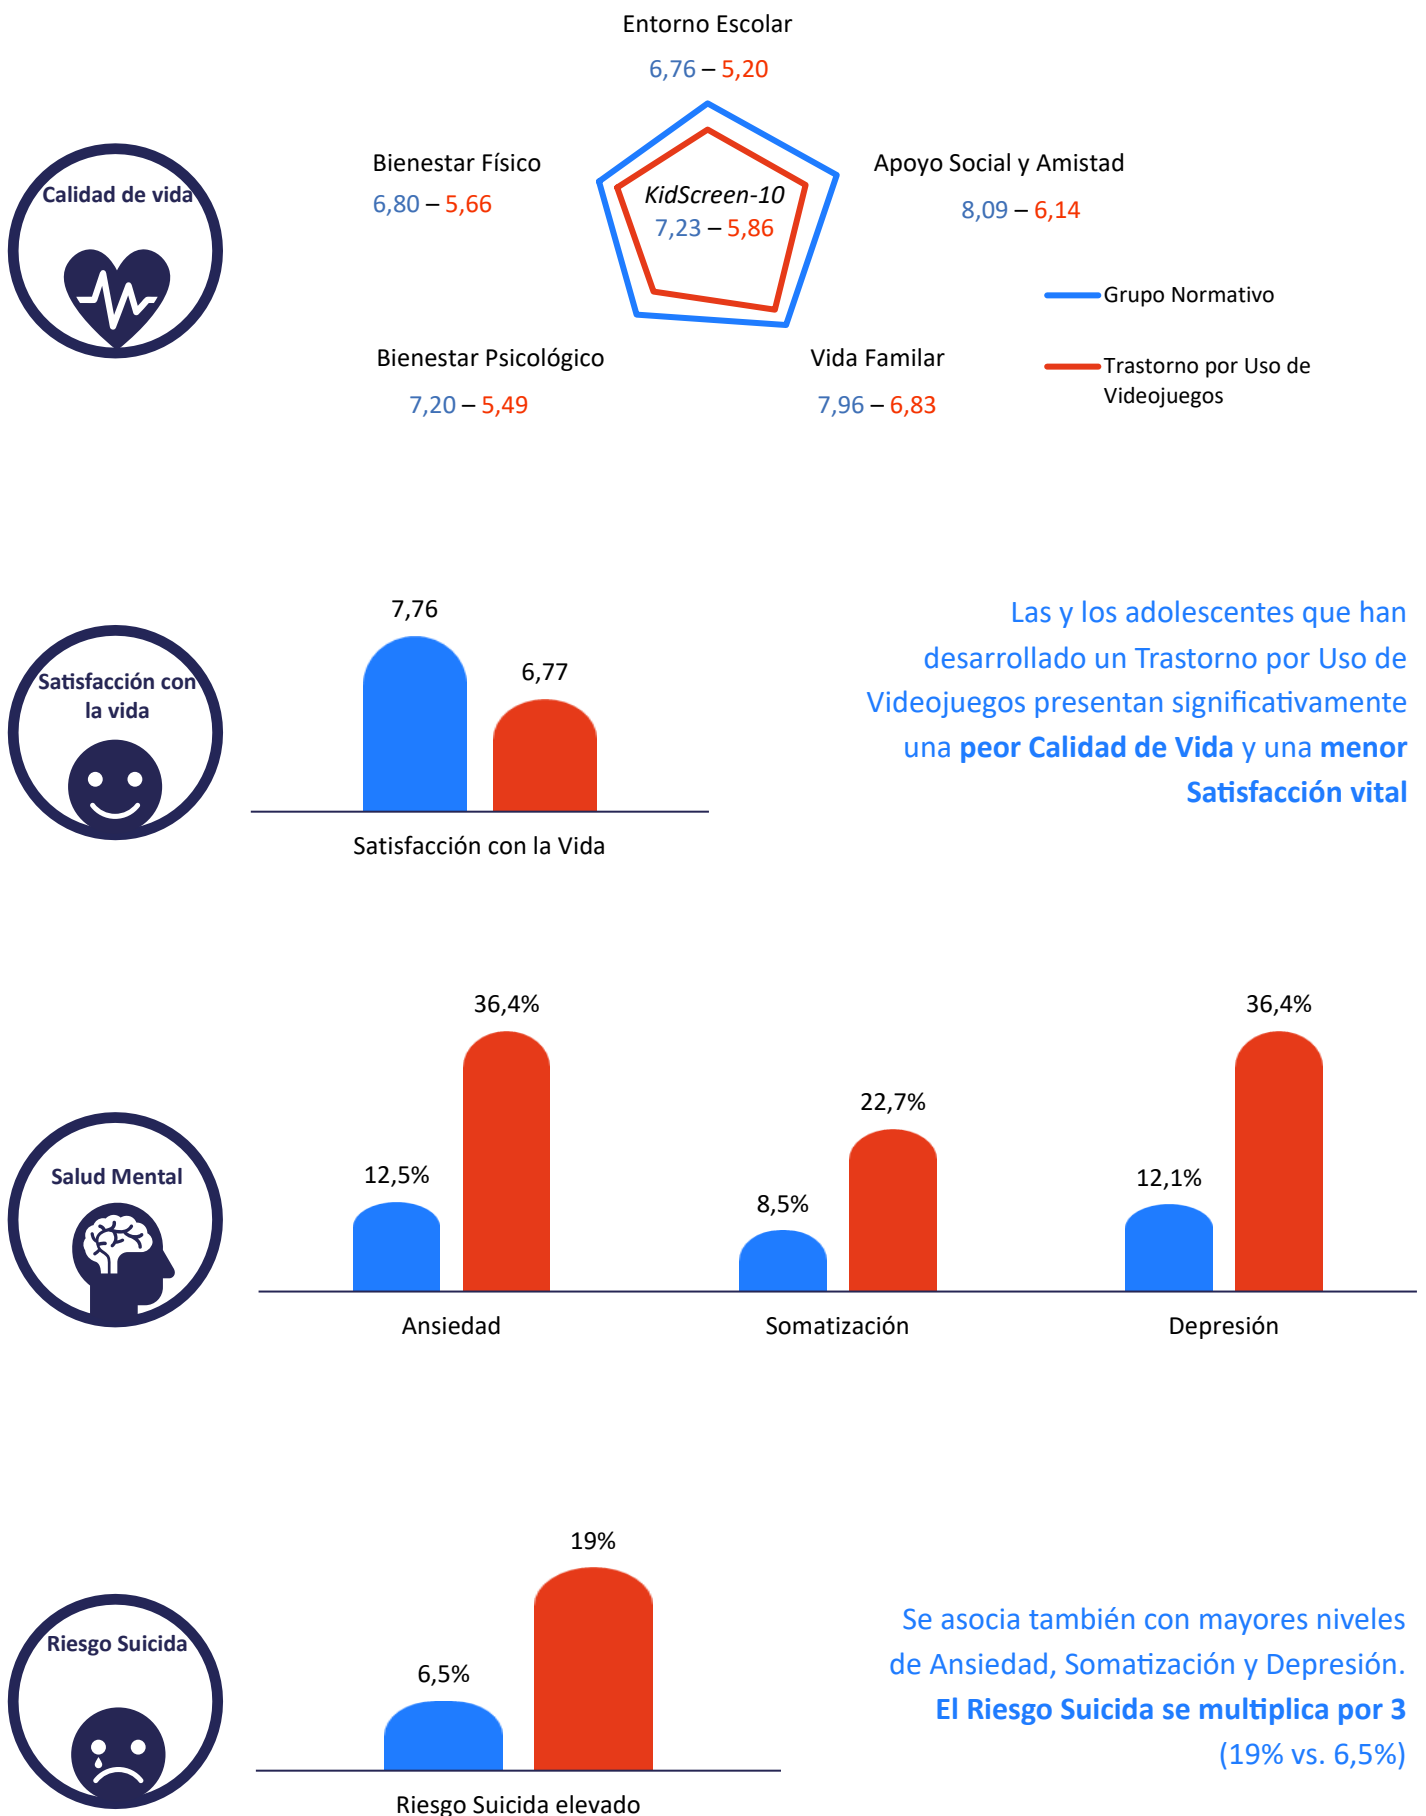 Entorno Escolar
6,76 – 5,20
Calidad de vida
Bienestar Físico
6,80 – 5,66
KidScreen-10
7,23 – 5,86
Apoyo Social y Amistad
8,09 – 6,14
Grupo Normativo
Trastorno por Uso de
Videojuegos
Bienestar Psicológico
7,20 – 5,49
Vida Familar
7,96 – 6,83
Satisfacción con
la vida
7,76
6,77
Satisfacción con la Vida
Las y los adolescentes que han
desarrollado un Trastorno por Uso de
Videojuegos presentan significativamente
una peor Calidad de Vida y una menor
Satisfacción vital
Salud Mental
12,5%
36,4%
Ansiedad
8,5%
22,7%
Somatización
12,1%
36,4%
Depresión
Riesgo Suicida
6,5%
19%
Riesgo Suicida elevado
Se asocia también con mayores niveles
de Ansiedad, Somatización y Depresión.
El Riesgo Suicida se multiplica por 3
(19% vs. 6,5%)